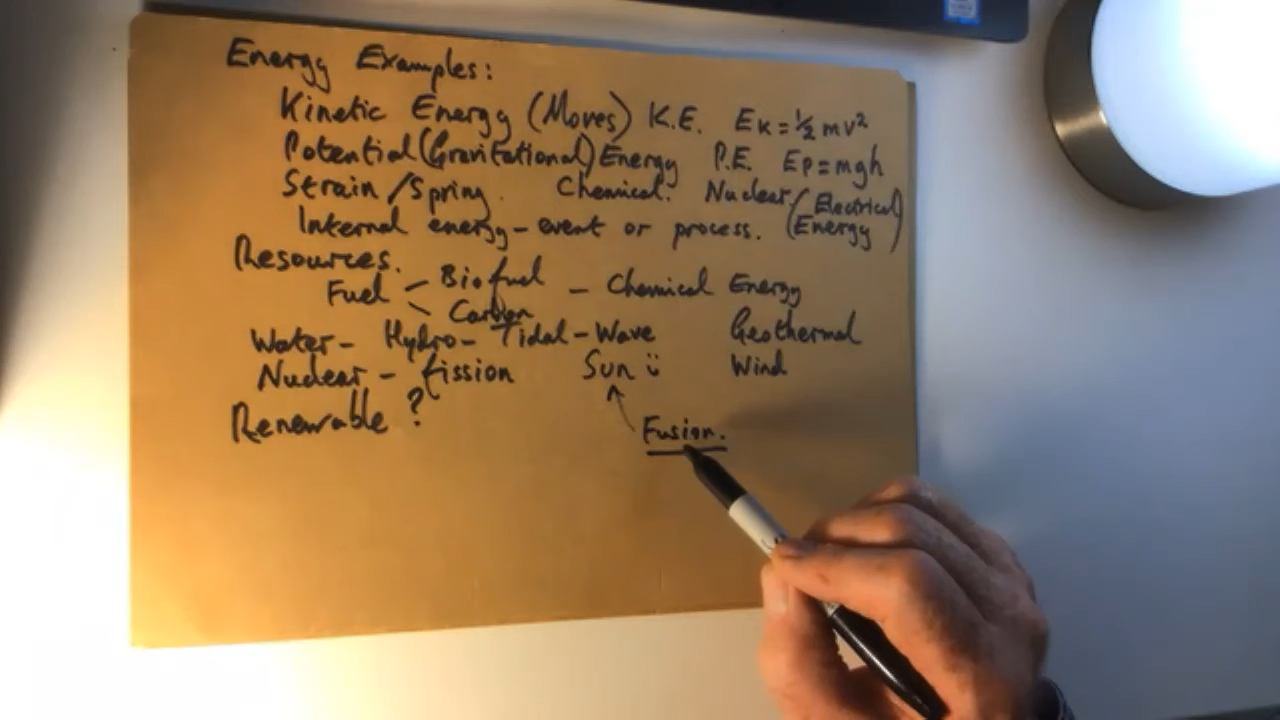 Energy Examples:
Kinetic Energy (Moves) K.E. Ek = ½ mv²
Potential (Gravitational) Energy P.E. Ep = mgh
Strain / Spring. Chemical. Nuclear. (Electrical
Internal energy - event or process. Energy)
Resources.
Fuel - Biofuel - Chemical Energy
Carbon
Water - Hydro - Tidal - Wave Geothermal
Nuclear - fission Sun ü Wind
Renewable ?
Fusion.